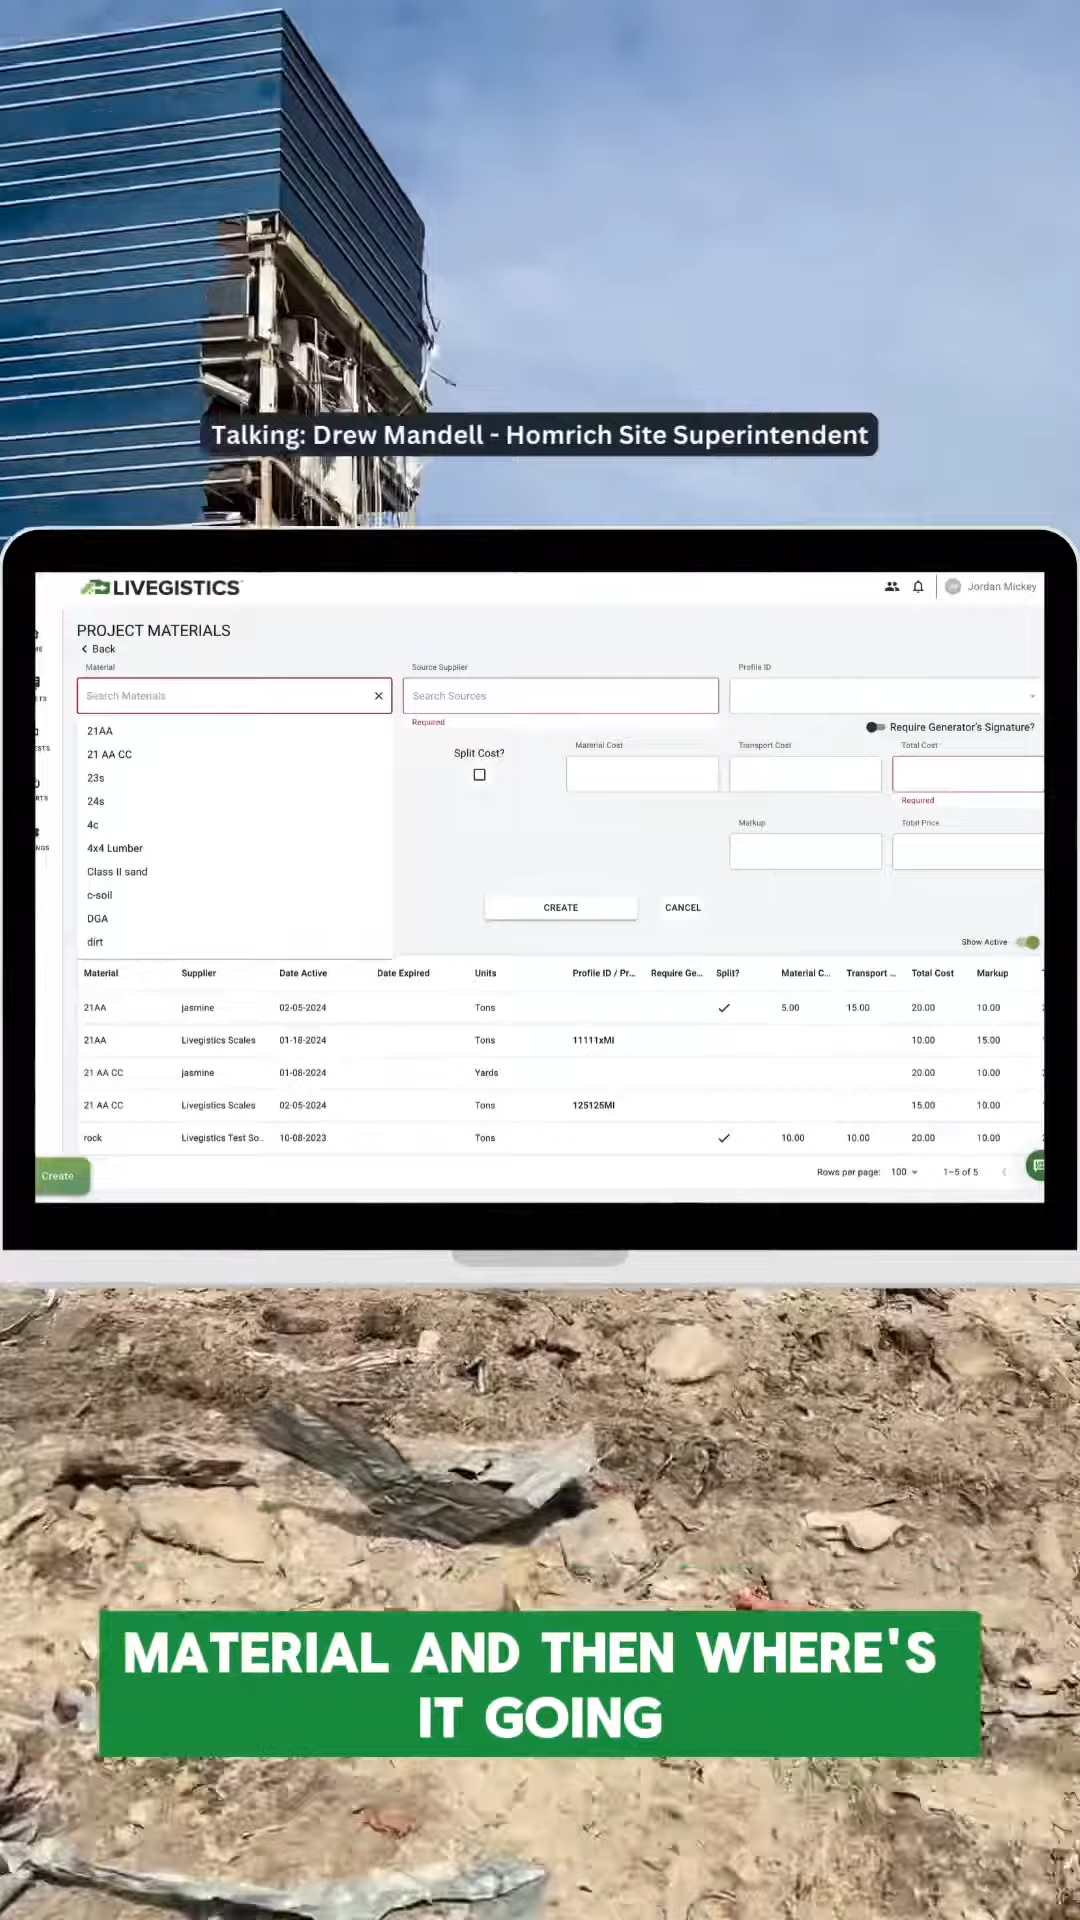 Talking: Drew Mandell - Homrich Site Superintendent
LIVEGISTICS
Jordan Mickey
PROJECT MATERIALS
Back
Material
Source Supplier
Profile ID
Search Materials
Search Sources
Required
Require Generator's Signature?
21AA
21 AA CC
23s
24s
4c
4x4 Lumber
Class II sand
c-soil
DGA
dirt
Split Cost?
Material Cost
Transport Cost
Total Cost
Required
Markup
Total Price
CREATE
CANCEL
Show Active
Material Supplier Date Active Date Expired Units Profile ID / Pr... Require Ge... Split? Material C... Transport ... Total Cost Markup
21AA jasmine 02-05-2024 Tons 5.00 15.00 20.00 10.00
21AA Livegistics Scales 01-18-2024 Tons 11111xMI 10.00 15.00
21 AA CC jasmine 01-08-2024 Yards 20.00 10.00
21 AA CC Livegistics Scales 02-05-2024 Tons 125125MI 15.00 10.00
rock Livegistics Test So... 10-08-2023 Tons 10.00 10.00 20.00 10.00
Create
Rows per page: 100 1–5 of 5
MATERIAL AND THEN WHERE'S
IT GOING